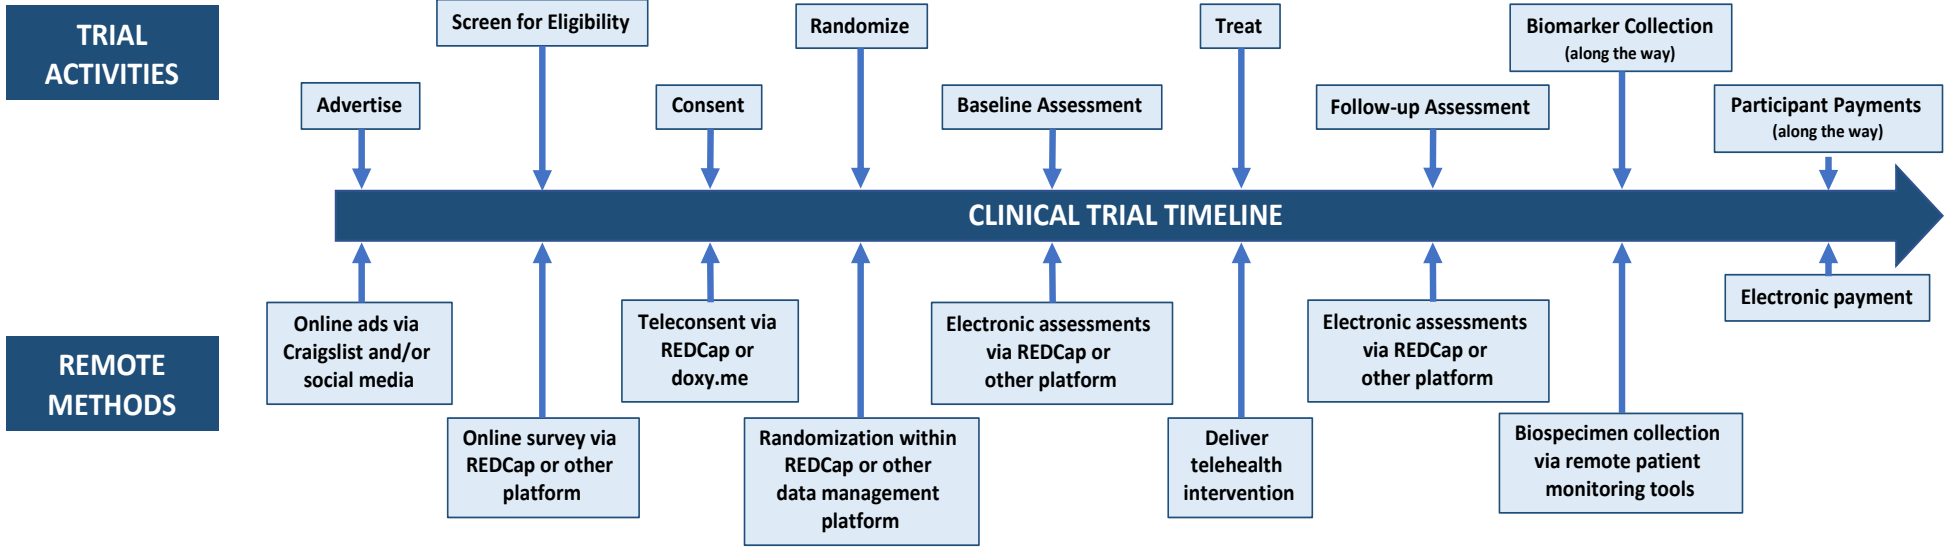 TRIAL
ACTIVITIES
Advertise
Screen for Eligibility
Consent
Randomize
Baseline Assessment
Treat
Follow-up Assessment
Biomarker Collection
(along the way)
Participant Payments
(along the way)
CLINICAL TRIAL TIMELINE
REMOTE
METHODS
Online ads via
Craigslist and/or
social media
Online survey via
REDCap or other
platform
Teleconsent via
REDCap or
doxy.me
Randomization within
REDCap or other
data management
platform
Electronic assessments
via REDCap or
other platform
Deliver
telehealth
intervention
Electronic assessments
via REDCap or
other platform
Biospecimen collection
via remote patient
monitoring tools
Electronic payment